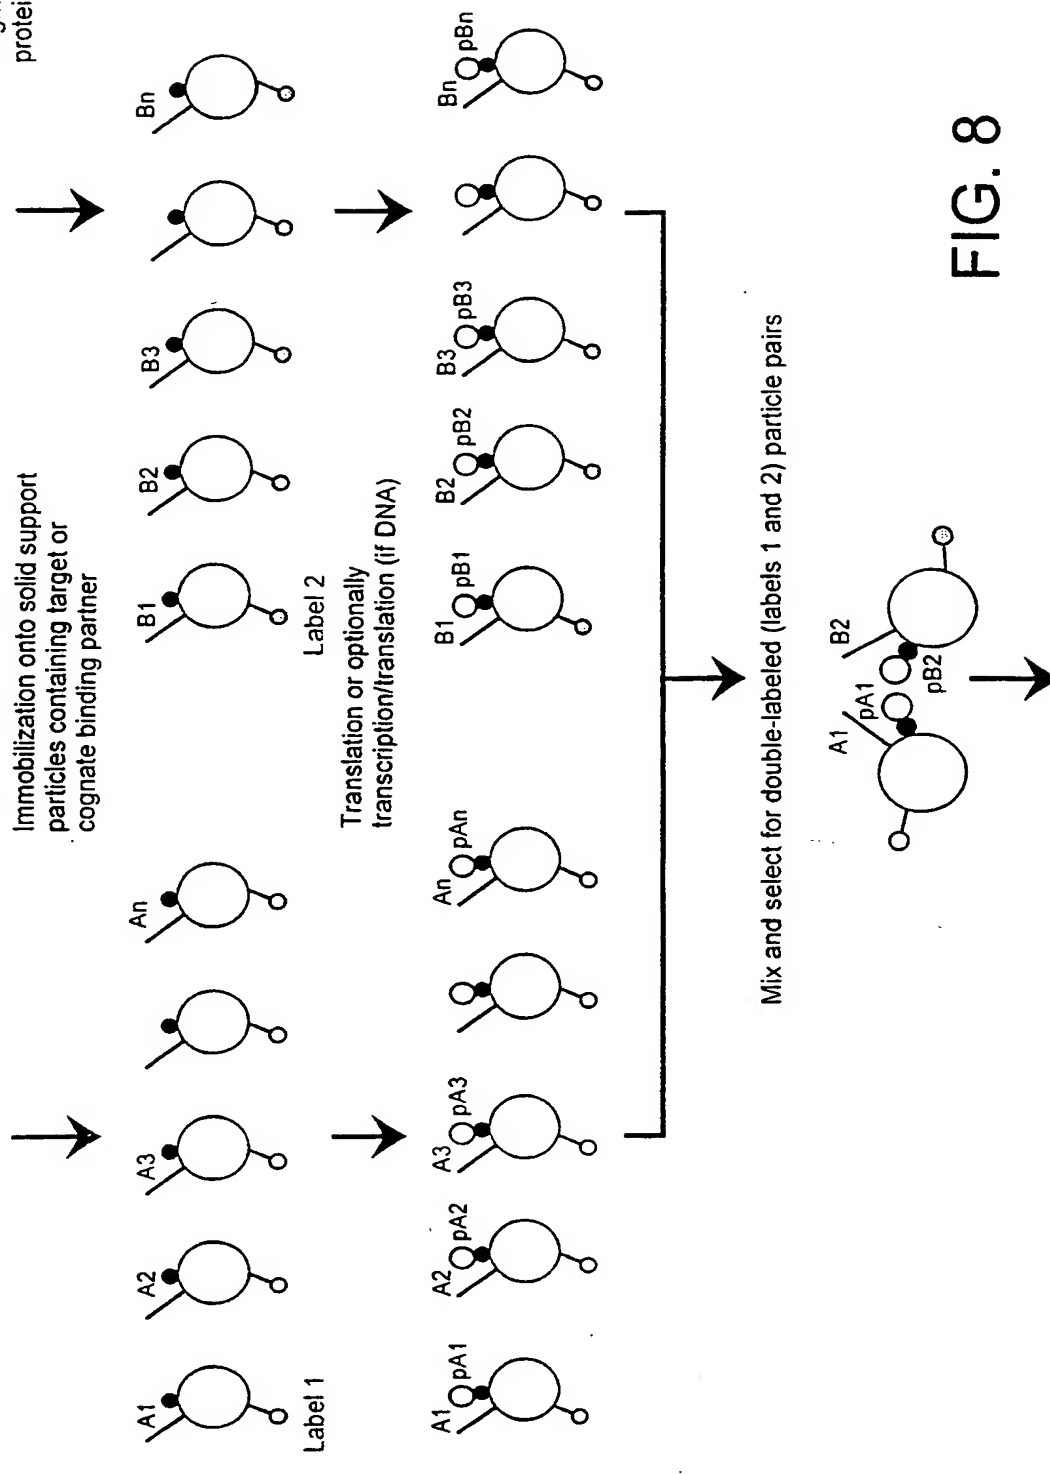 protei
Immobilization onto solid support
particles containing target or
cognate binding partner
A1
A2
A3
An
B1
B2
B3
Bn
Label 1
Label 2
Translation or optionally
transcription/translation (if DNA)
A1 pA1
A2 pA2
A3 pA3
An pAn
B1 pB1
B2 pB2
B3 pB3
Bn pBn
Mix and select for double-labeled (labels 1 and 2) particle pairs
A1
pA1
B2
pB2
FIG. 8